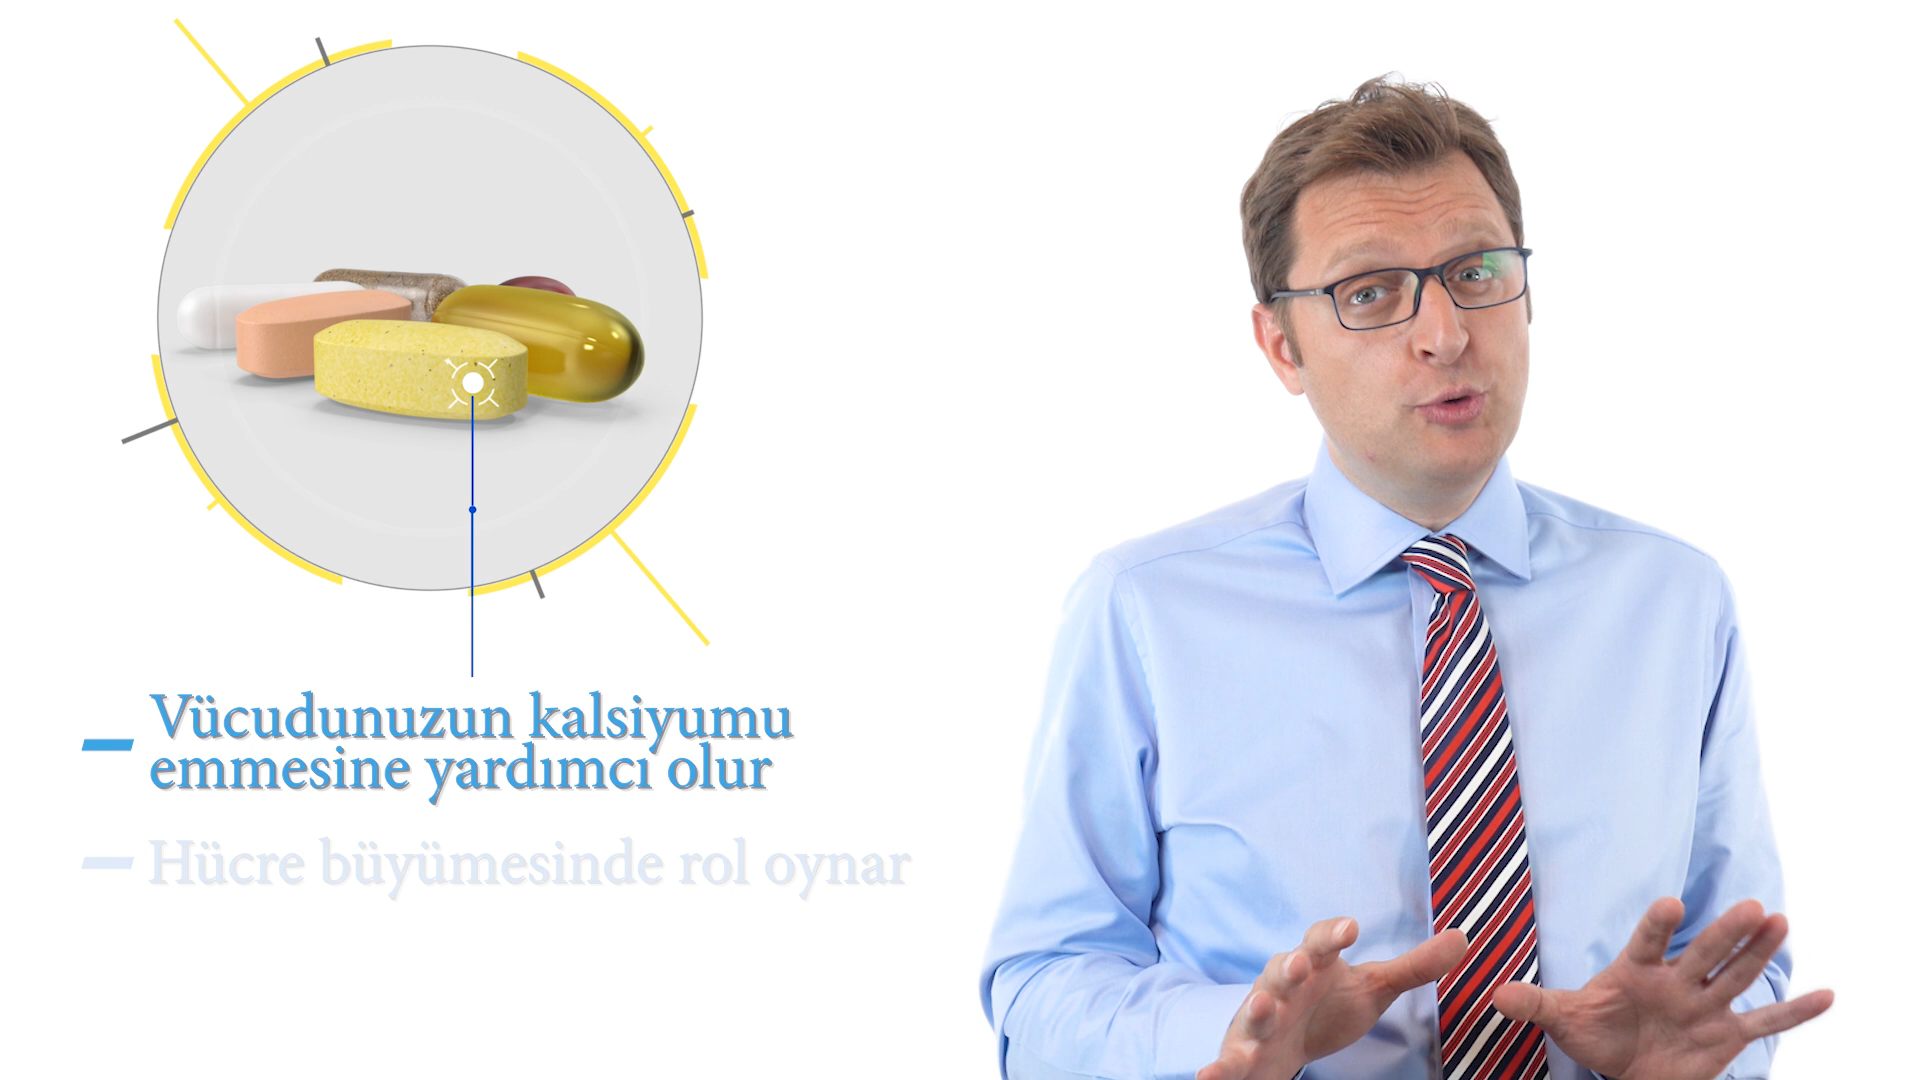 Vücudunuzun kalsiyumu
emmesine yardımcı olur
Hücre büyümesinde rol oynar